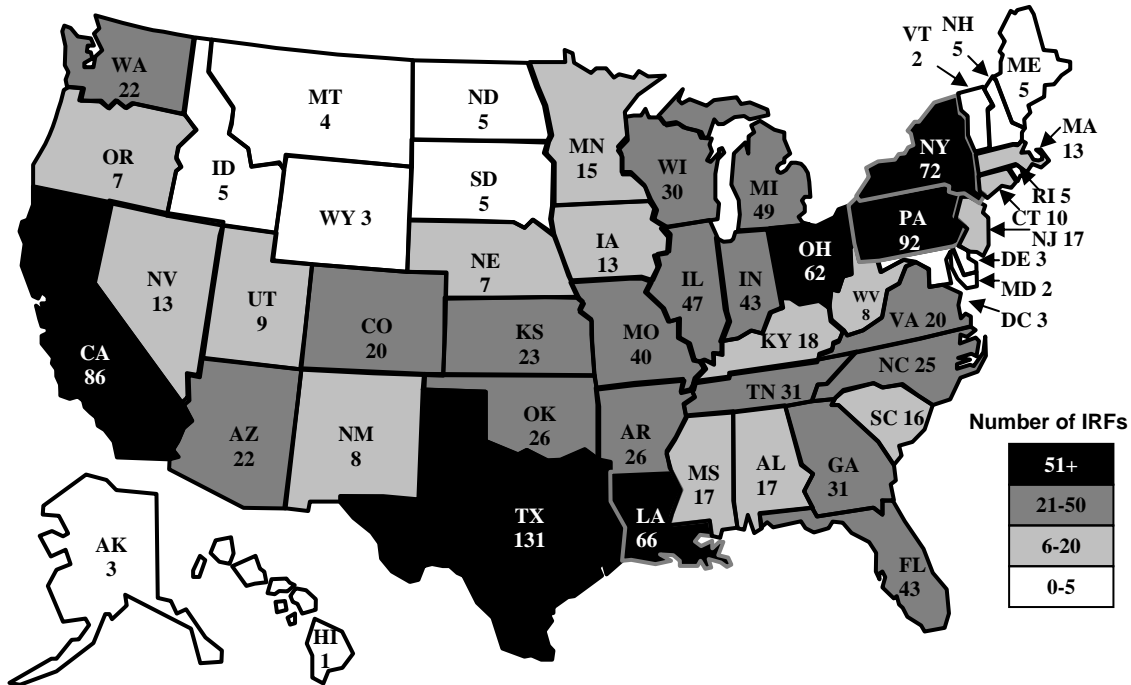 VT
2
NH
5
ME
5
WA
22
MT
4
ND
5
MN
15
MA
13
OR
7
ID
5
WI
30
MI
49
NY
72
SD
5
WY 3
RI 5
CT 10
NJ 17
PA
92
IA
13
NE
7
OH
62
DE 3
MD 2
NV
13
UT
9
IL
47
IN
43
WV
8
DC 3
VA 20
CO
20
KS
23
MO
40
KY 18
CA
86
NC 25
TN 31
AZ
22
NM
8
OK
26
AR
26
SC 16
MS
17
AL
17
GA
31
Number of IRFs
51+
21-50
6-20
0-5
TX
131
LA
66
AK
3
FL
43
HI
1